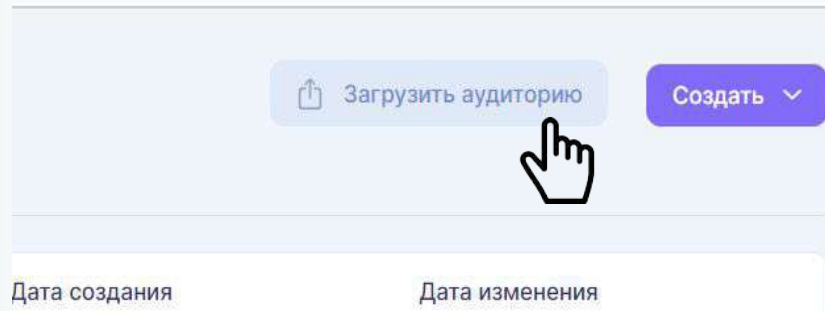 Загрузить аудиторию
Создать
Дата создания
Дата изменения